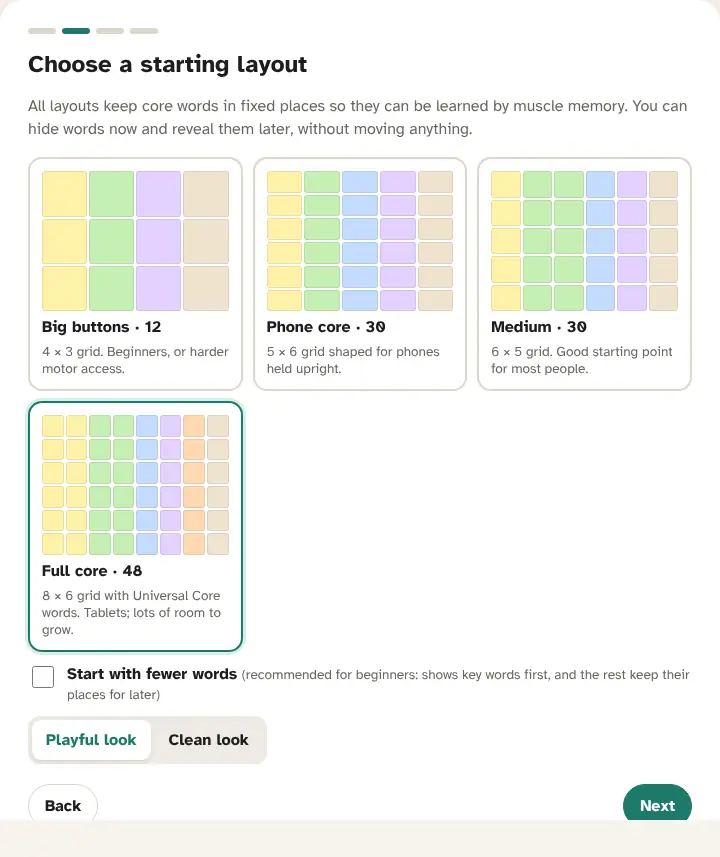 Choose a starting layout
All layouts keep core words in fixed places so they can be learned by muscle memory. You can
hide words now and reveal them later, without moving anything.
Big buttons · 12
4 × 3 grid. Beginners, or harder
motor access.
Phone core · 30
5 × 6 grid shaped for phones
held upright.
Medium · 30
6 × 5 grid. Good starting point
for most people.
Full core · 48
8 × 6 grid with Universal Core
words. Tablets; lots of room to
grow.
Start with fewer words (recommended for beginners: shows key words first, and the rest keep their
places for later)
Playful look
Clean look
Back
Next